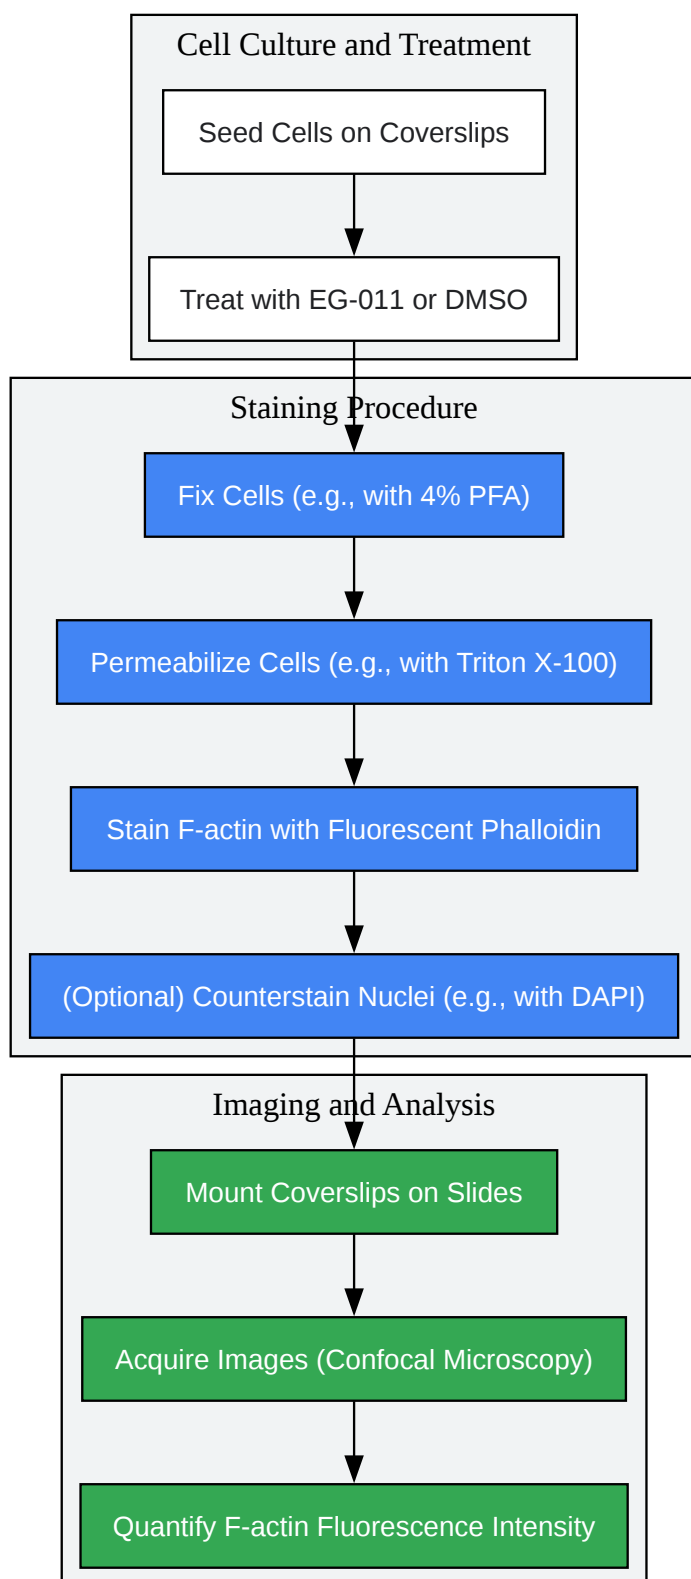 Cell Culture and Treatment
Seed Cells on Coverslips
Treat with EG-011 or DMSO
Staining Procedure
Fix Cells (e.g., with 4% PFA)
Permeabilize Cells (e.g., with Triton X-100)
Stain F-actin with Fluorescent Phalloidin
(Optional) Counterstain Nuclei (e.g., with DAPI)
Imaging and Analysis
Mount Coverslips on Slides
Acquire Images (Confocal Microscopy)
Quantify F-actin Fluorescence Intensity